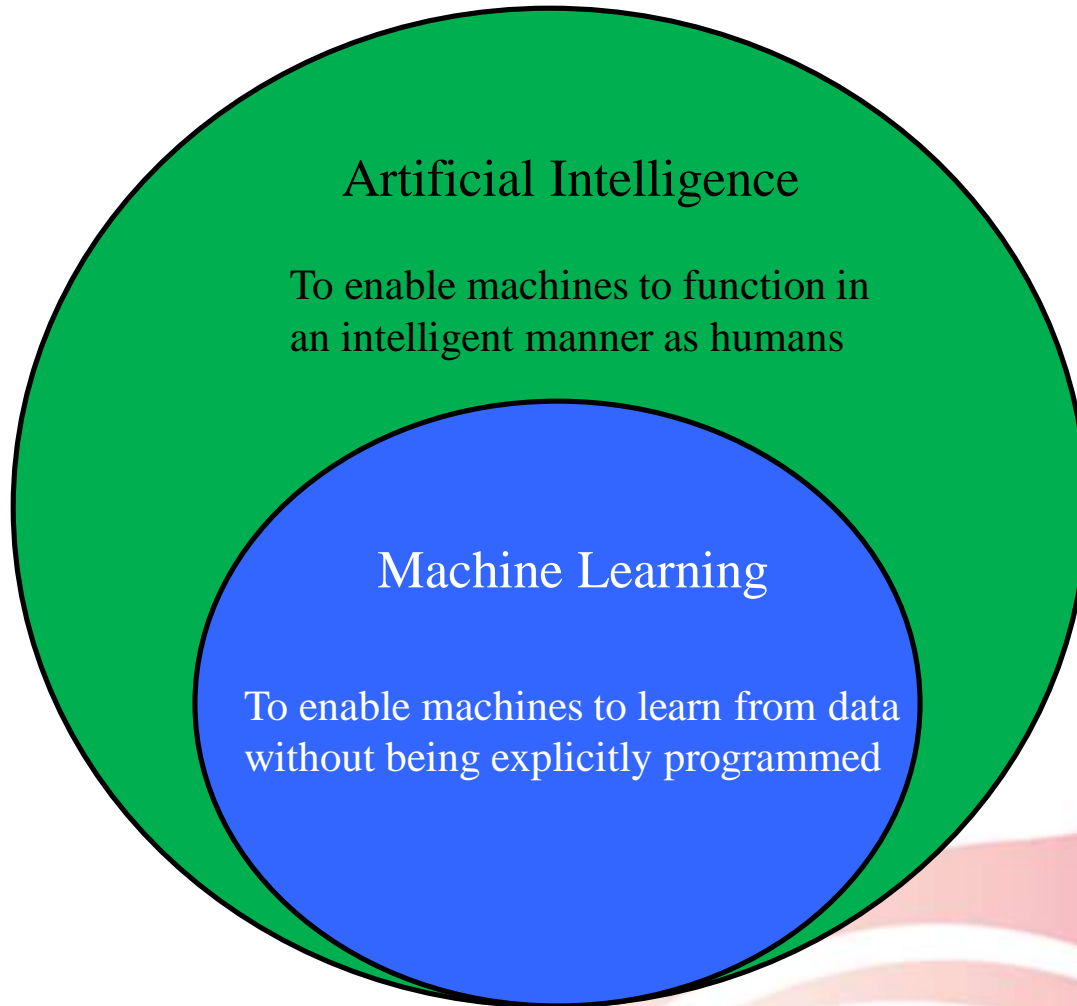 Artificial Intelligence
To enable machines to function in
an intelligent manner as humans
Machine Learning
To enable machines to learn from data
without being explicitly programmed